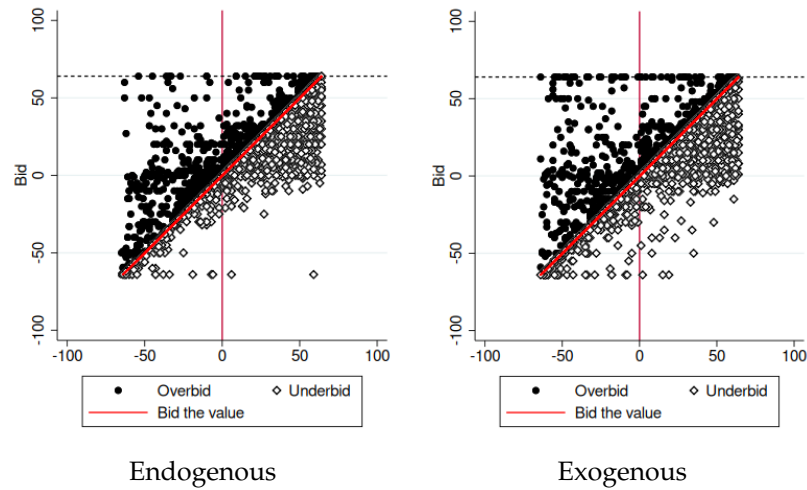 100
50
0
-50
-100
Bid
-100 -50 0 50 100
Overbid Underbid
Bid the value
Endogenous
100
50
0
-50
-100
Bid
-100 -50 0 50 100
Overbid Underbid
Bid the value
Exogenous